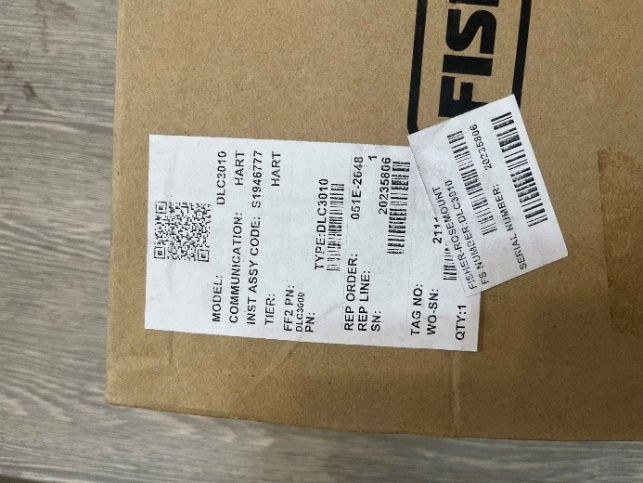 FIS
MODEL: DLC3010
COMMUNICATION: HART
INST ASSY CODE: S1946777
TIER: HART
FF2 PN:
DLC3000
PN: TYPE:DLC3010
REP ORDER: 051E-2648
REP LINE: 1
SN: 20235806
TAG NO:
WO-SN: 211
QTY:1
FISHER-ROSEMOUNT
FS NUMBER:DLC3010
SERIAL NUMBER: 20235806